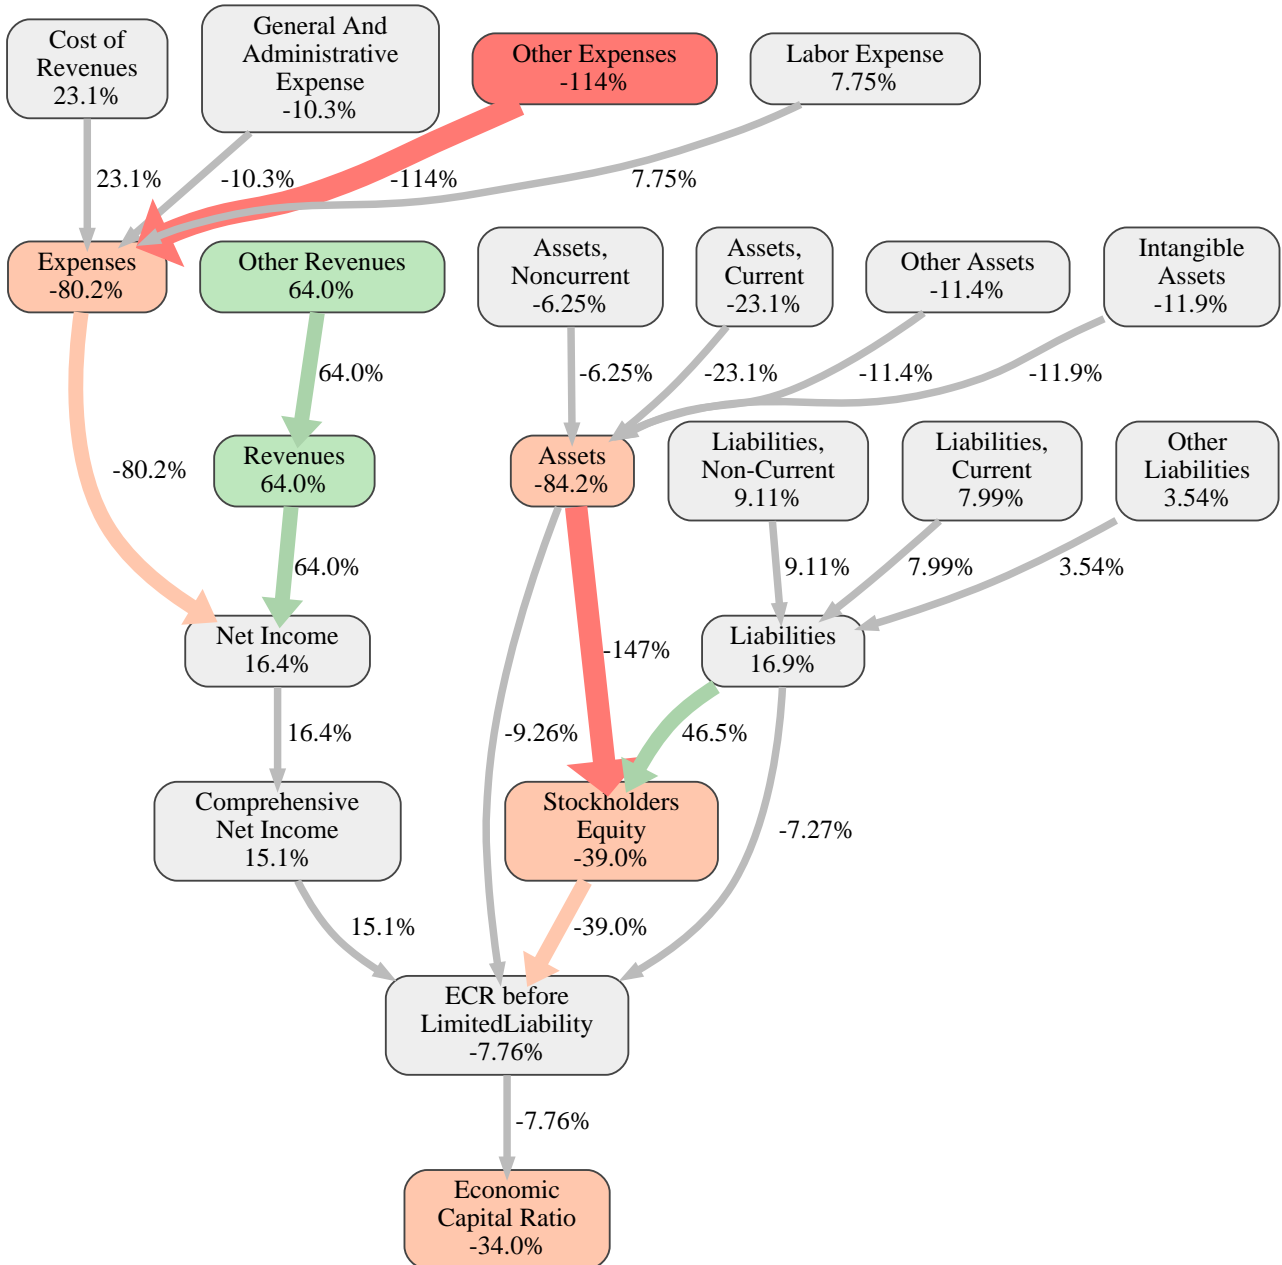 Cost of
Revenues
23.1%
General And
Administrative
Expense
-10.3%
Other Expenses
-114%
Labor Expense
7.75%
23.1%
-10.3%
-114%
7.75%
Expenses
-80.2%
Other Revenues
64.0%
Assets,
Noncurrent
-6.25%
Assets,
Current
-23.1%
Other Assets
-11.4%
Intangible
Assets
-11.9%
64.0%
-6.25%
-23.1%
-11.4%
-11.9%
-80.2%
Revenues
64.0%
Assets
-84.2%
Liabilities,
Non-Current
9.11%
Liabilities,
Current
7.99%
Other
Liabilities
3.54%
64.0%
9.11%
7.99%
3.54%
Net Income
16.4%
-147%
Liabilities
16.9%
16.4%
-9.26%
46.5%
Comprehensive
Net Income
15.1%
Stockholders
Equity
-39.0%
-7.27%
15.1%
-39.0%
ECR before
LimitedLiability
-7.76%
-7.76%
Economic
Capital Ratio
-34.0%